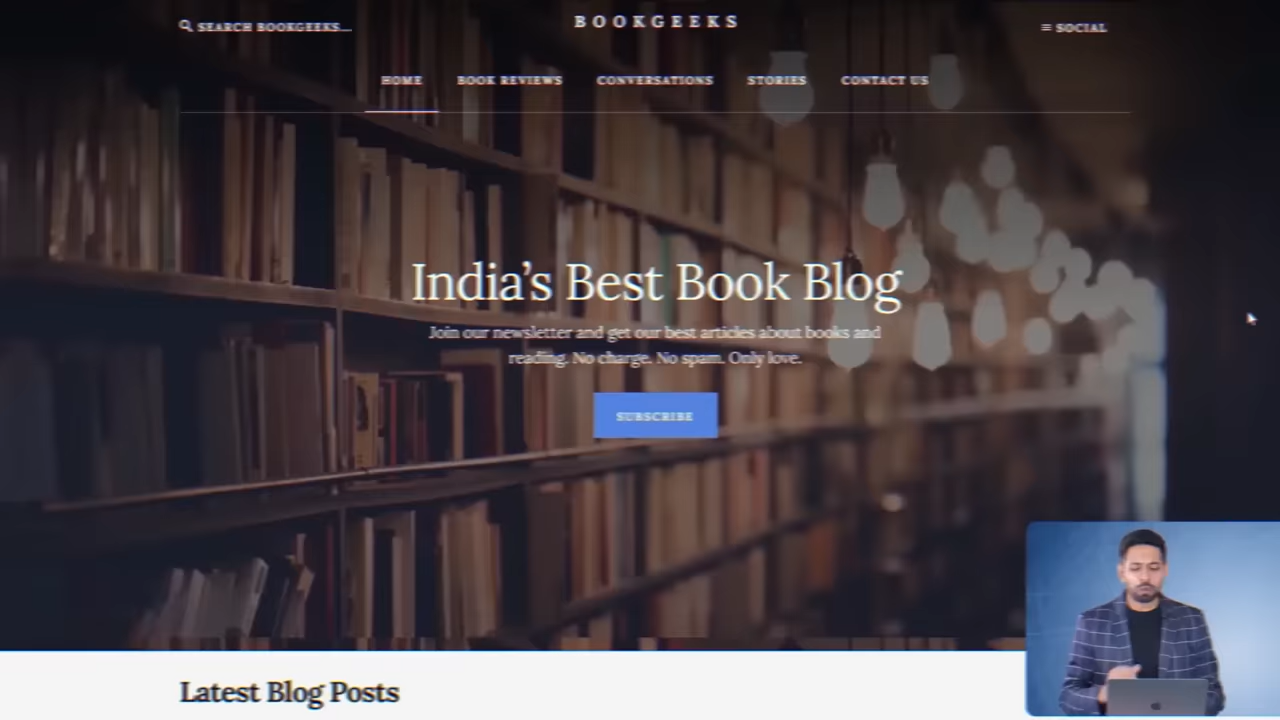 SEARCH BOOKGEEKS...
BOOKGEEKS
SOCIAL
HOME BOOK REVIEWS CONVERSATIONS STORIES CONTACT US
India's Best Book Blog
Join our newsletter and get our best articles about books and
reading. No charge. No spam. Only love.
SUBSCRIBE
Latest Blog Posts